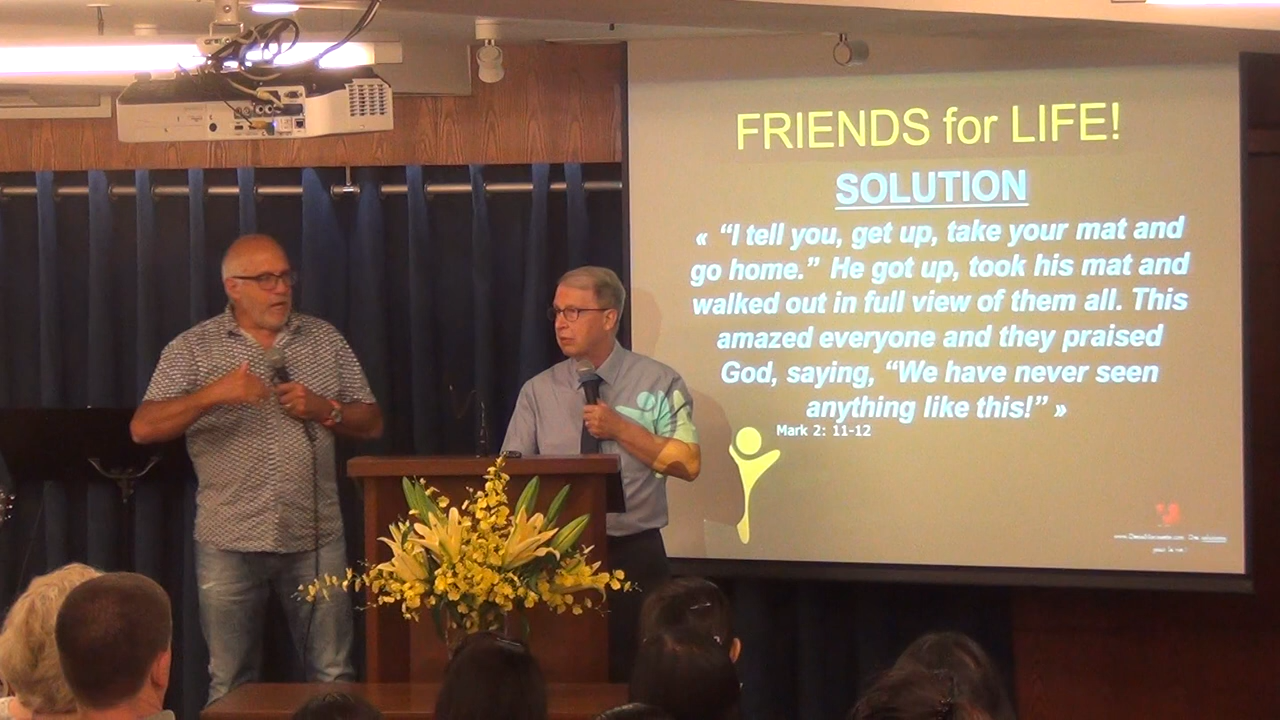 FRIENDS for LIFE!
SOLUTION
« “I tell you, get up, take your mat and
go home.” He got up, took his mat and
walked out in full view of them all. This
amazed everyone and they praised
God, saying, “We have never seen
anything like this!” »
Mark 2: 11-12